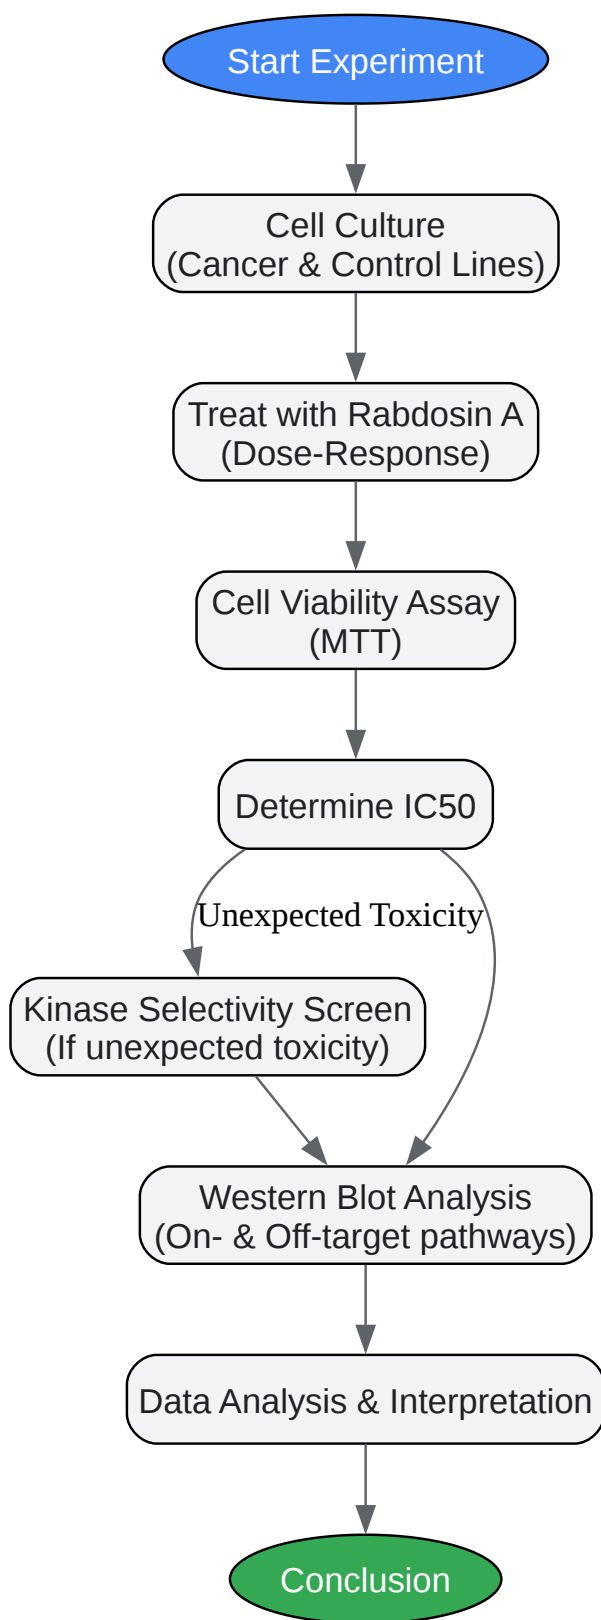 Start Experiment
Cell Culture
(Cancer & Control Lines)
Treat with Rabdosin A
(Dose-Response)
Cell Viability Assay
(MTT)
Determine IC50
Unexpected Toxicity
Kinase Selectivity Screen
(If unexpected toxicity)
Western Blot Analysis
(On- & Off-target pathways)
Data Analysis & Interpretation
Conclusion